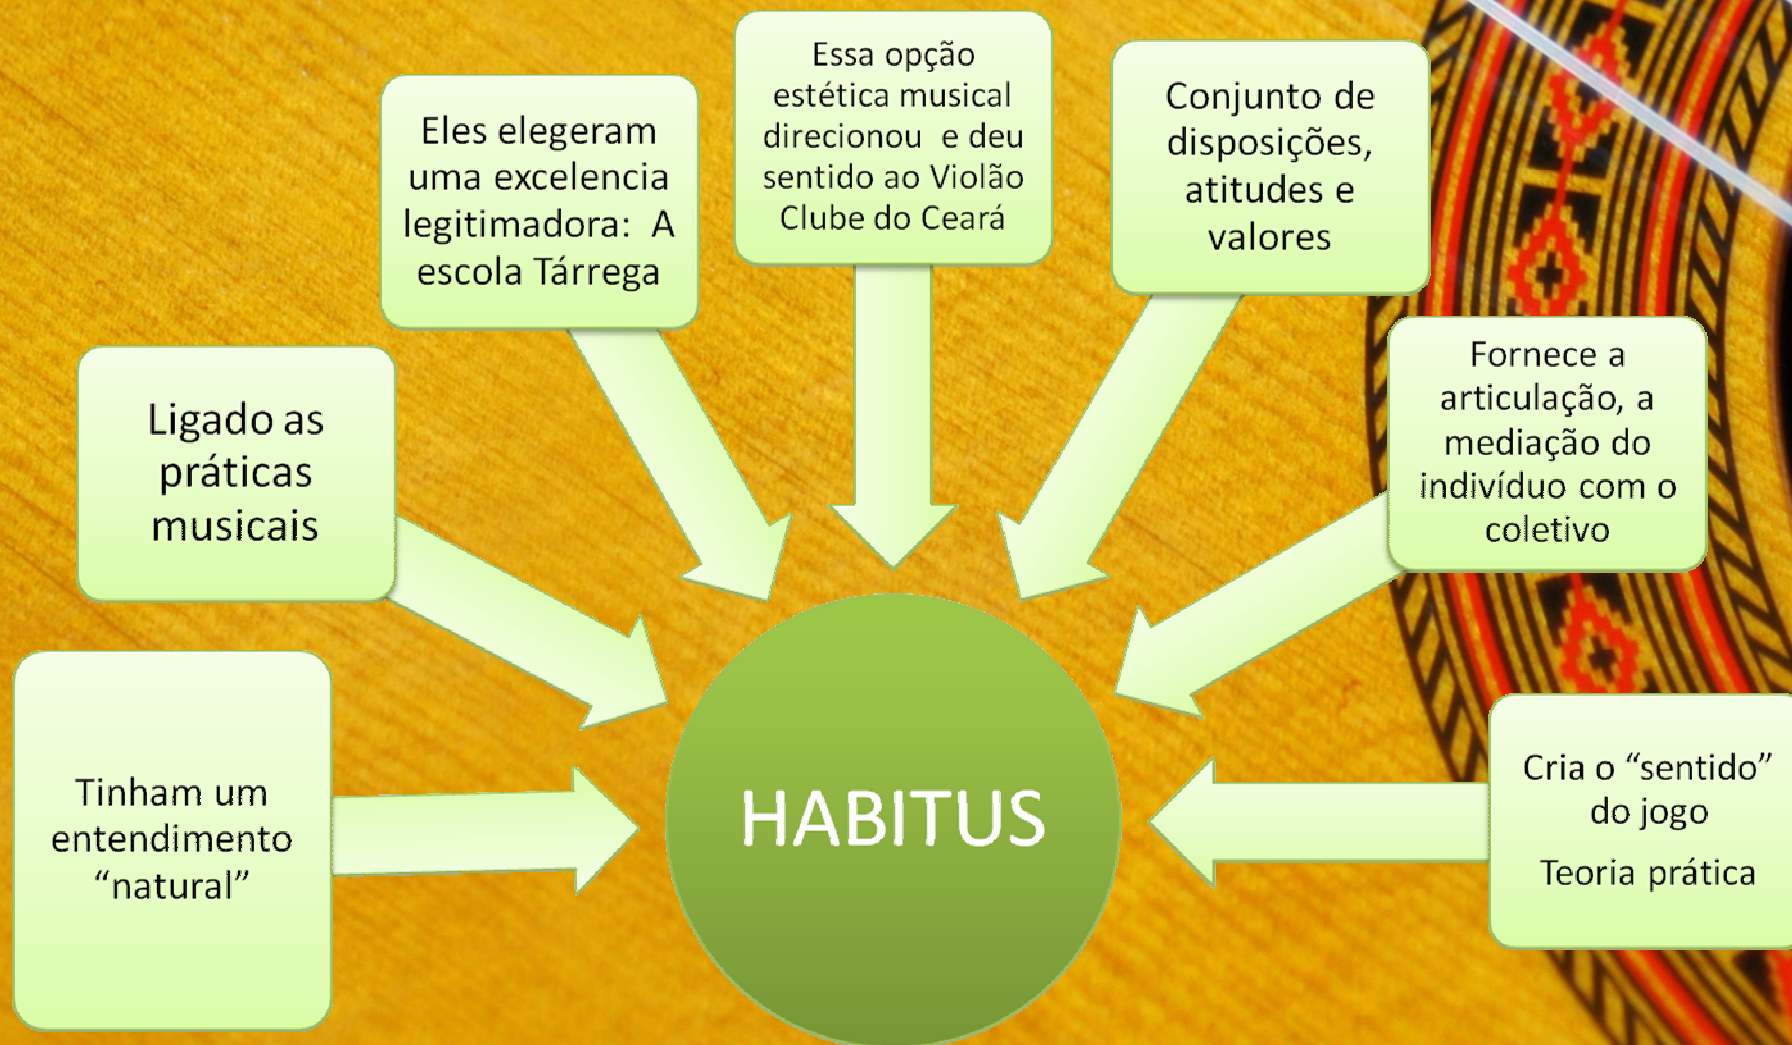 Tinham um
entendimento
“natural”
Ligado as
práticas
musicais
Eles elegeram
uma excelencia
legitimadora: A
escola Tárrega
Essa opção
estética musical
direcionou e deu
sentido ao Violão
Clube do Ceará
Conjunto de
disposições,
atitudes e
valores
Fornece a
articulação, a
mediação do
indivíduo com o
coletivo
Cria o “sentido”
do jogo
Teoria prática
HABITUS